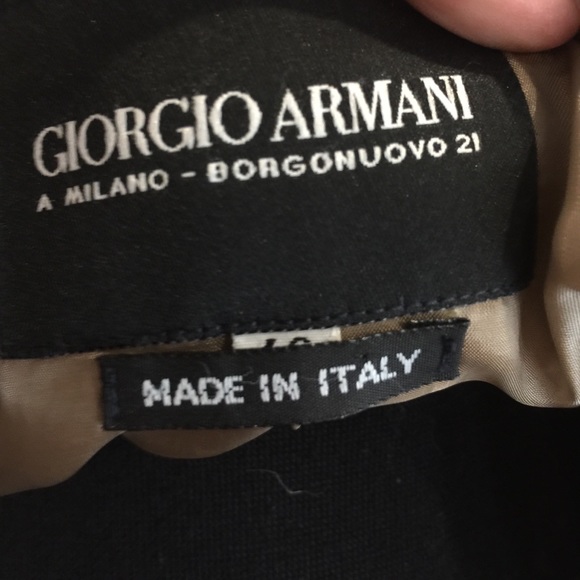 GIORGIO ARMANI
A MILANO - BORGONUOVO 21
MADE IN ITALY